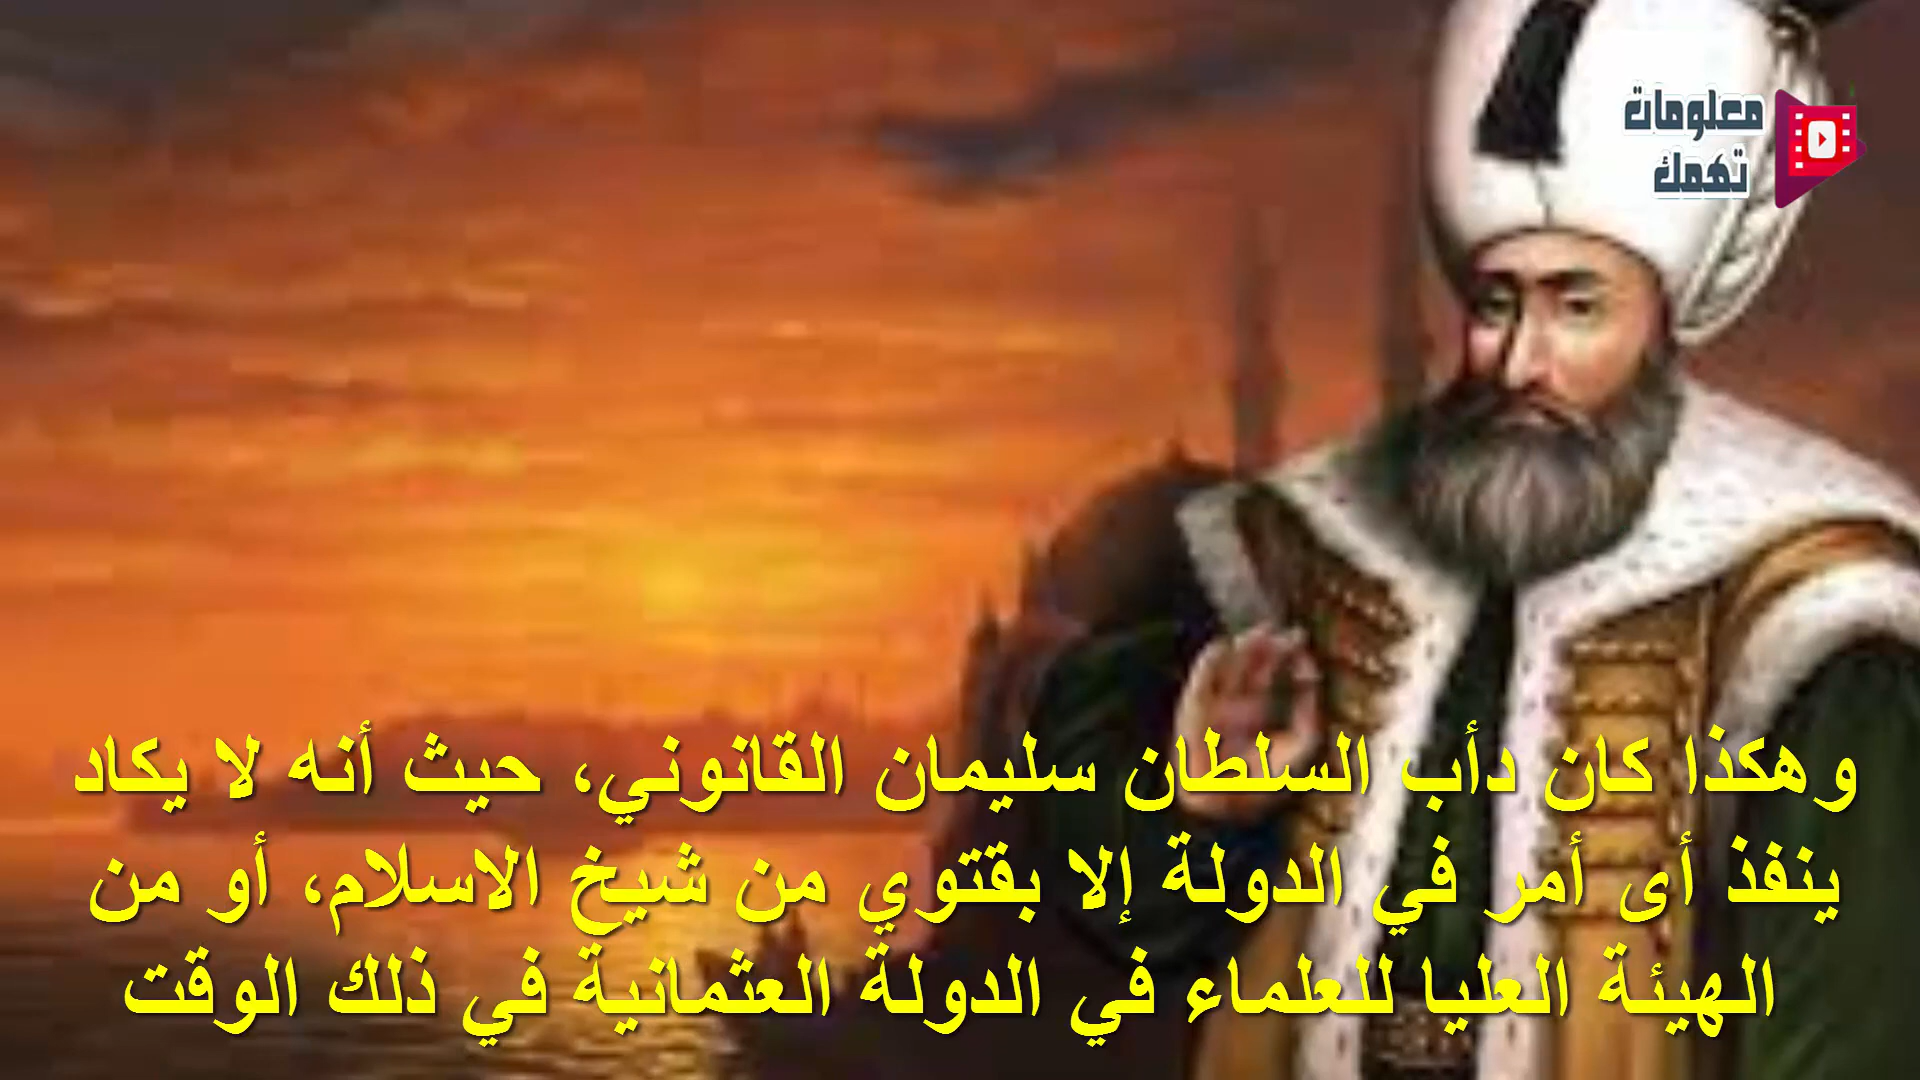 معلومات
تهمك
وهكذا كان دأب السلطان سليمان القانوني، حيث أنه لا يكاد
ينفذ أى أمر في الدولة إلا بقتوي من شيخ الاسلام، أو من
الهيئة العليا للعلماء في الدولة العثمانية في ذلك الوقت